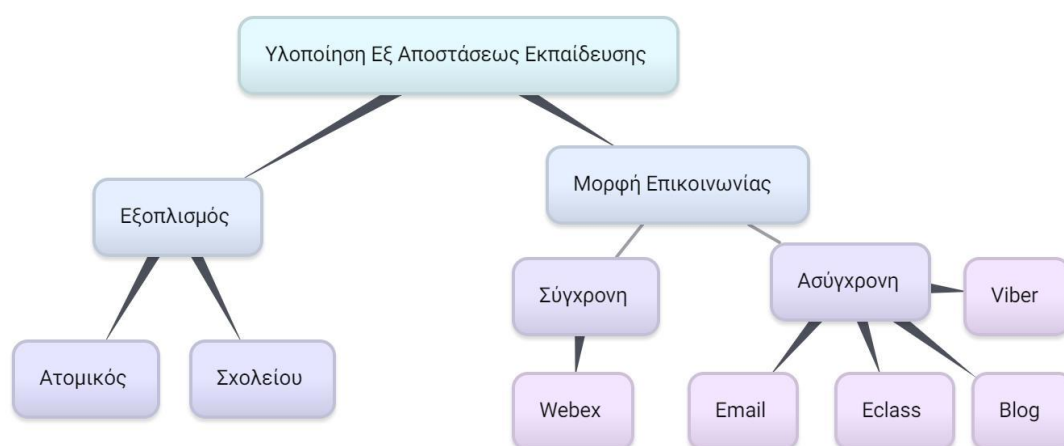 Υλοποίηση Εξ Αποστάσεως Εκπαίδευσης
Μορφή Επικοινωνίας
Εξοπλισμός
Σύγχρονη
Ασύγχρονη
Viber
Ατομικός
Σχολείου
Webex
Email
Eclass
Blog